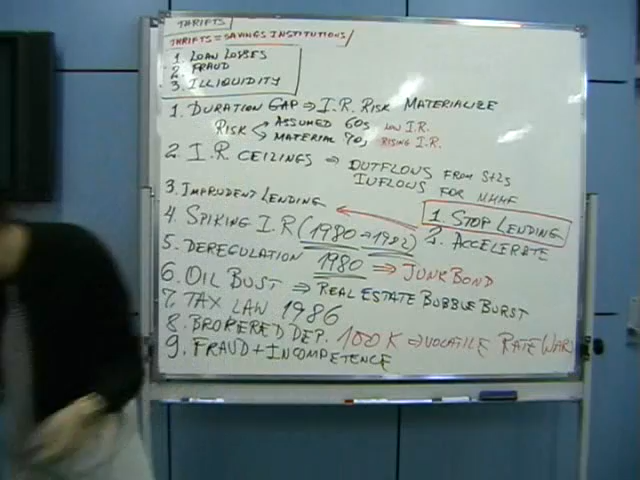 THRIFTS
THRIFTS = SAVINGS INSTITUTIONS
1. LOAN LOSSES
2. FRAUD
3. ILLIQUIDITY
1. DURATION GAP ⇒ I.R. RISK MATERIALIZE
RISK ASSUMED 60s LOW I.R.
MATERIAL 70s RISING I.R.
2. I.R CEILINGS ⇒ OUTFLOWS FROM S+Ls
INFLOWS FOR MMMF
3. IMPRUDENT LENDING
1. STOP LENDING
4. SPIKING I.R (1980 → 1982)
2. ACCELERATE
5. DEREGULATION 1980 ⇒ JUNK BOND
6. OIL BUST ⇒ REAL ESTATE BUBBLE BURST
7. TAX LAW 1986
8. BROKERED DEP. 100K ⇒ VOLATILE RATE WARS
9. FRAUD + INCOMPETENCE